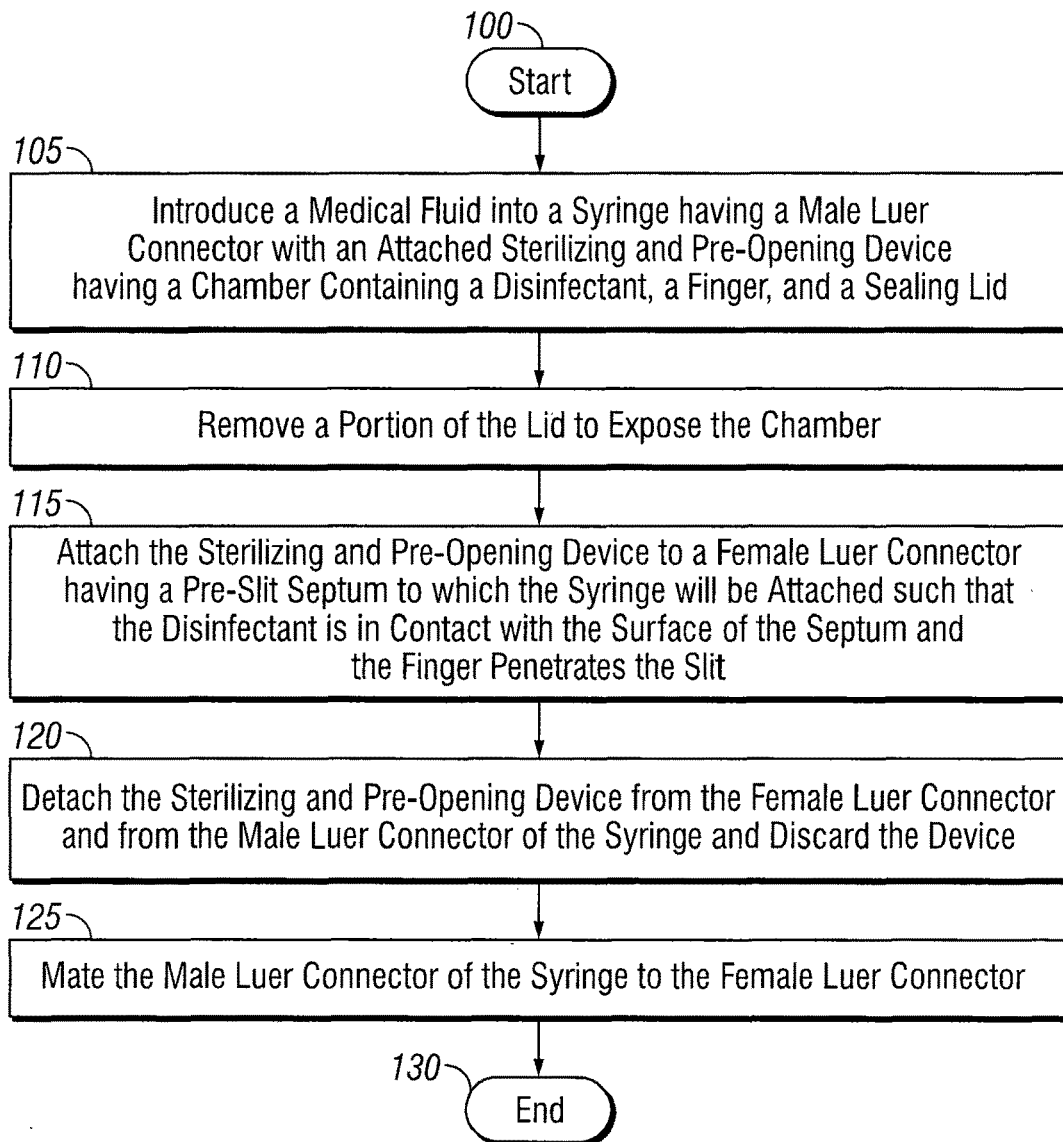 100
Start
105
Introduce a Medical Fluid into a Syringe having a Male Luer
Connector with an Attached Sterilizing and Pre-Opening Device
having a Chamber Containing a Disinfectant, a Finger, and a Sealing Lid
110
Remove a Portion of the Lid to Expose the Chamber
115
Attach the Sterilizing and Pre-Opening Device to a Female Luer Connector
having a Pre-Slit Septum to which the Syringe will be Attached such that
the Disinfectant is in Contact with the Surface of the Septum and
the Finger Penetrates the Slit
120
Detach the Sterilizing and Pre-Opening Device from the Female Luer Connector
and from the Male Luer Connector of the Syringe and Discard the Device
125
Mate the Male Luer Connector of the Syringe to the Female Luer Connector
130
End